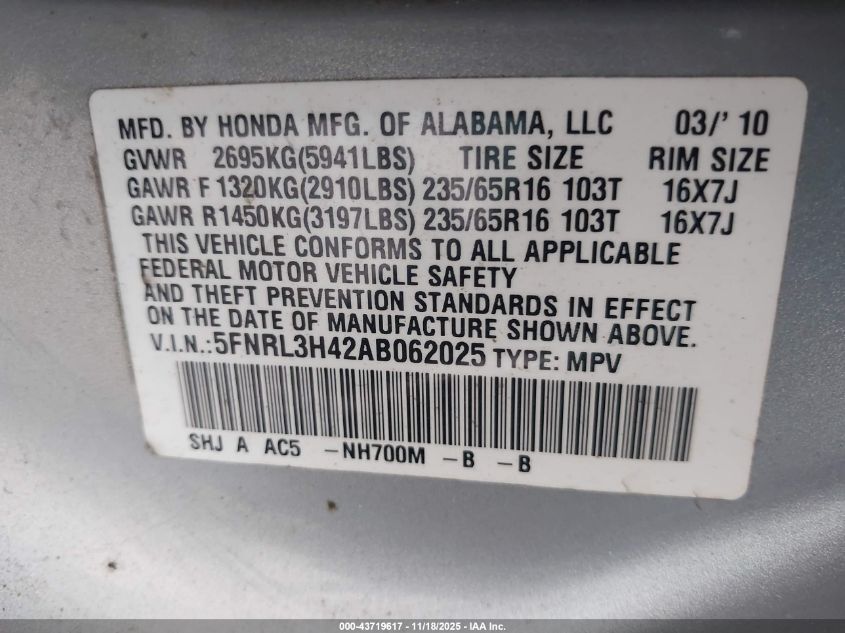 MFD. BY HONDA MFG. OF ALABAMA, LLC 03/' 10
GVWR 2695KG(5941LBS) TIRE SIZE RIM SIZE
GAWR F 1320KG(2910LBS) 235/65R16 103T 16X7J
GAWR R1450KG(3197LBS) 235/65R16 103T 16X7J
THIS VEHICLE CONFORMS TO ALL APPLICABLE
FEDERAL MOTOR VEHICLE SAFETY
AND THEFT PREVENTION STANDARDS IN EFFECT
ON THE DATE OF MANUFACTURE SHOWN ABOVE.
V.I.N.:5FNRL3H42AB062025 TYPE: MPV
SHJ A AC5 -NH700M -B -B
000-43719617 - 11/18/2025 - IAA Inc.